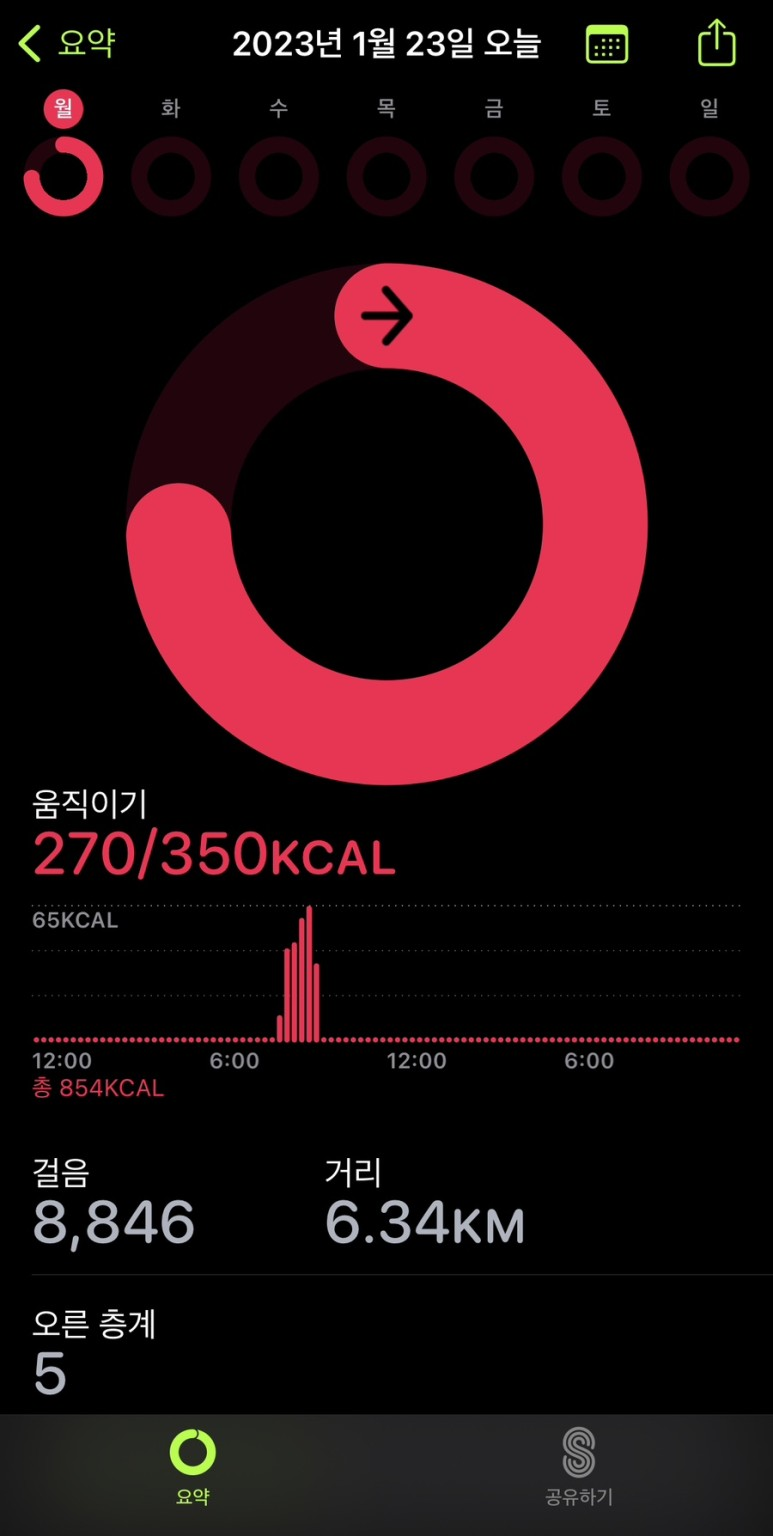 요약 2023년 1월 23일 오늘
월 화 수 목 금 토 일
움직이기
270/350KCAL
65KCAL
12:00 6:00 12:00 6:00
총 854KCAL
걸음 거리
8,846 6.34KM
오른 층계
5
요약 공유하기